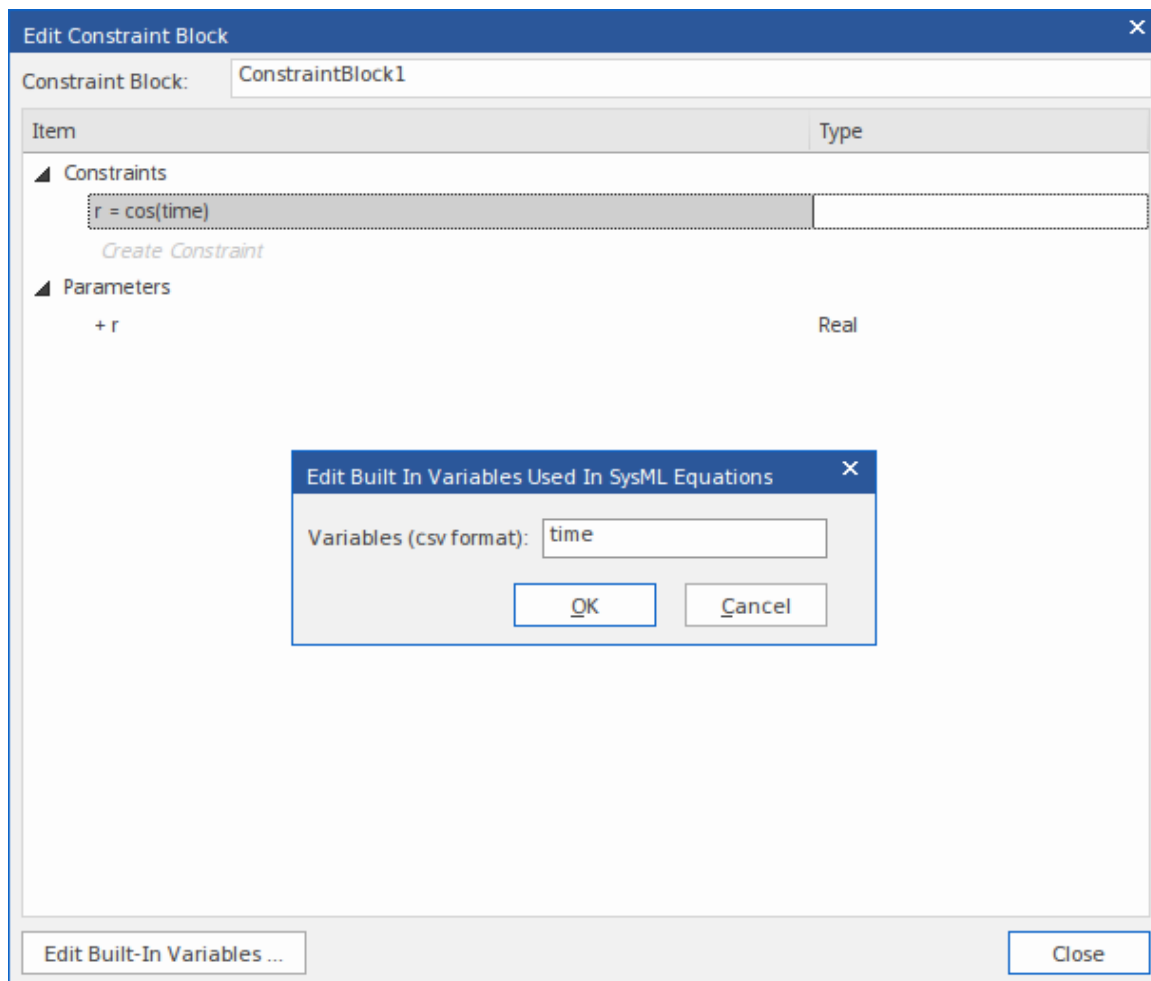 Edit Constraint Block
Constraint Block: ConstraintBlock1
Item Type
Constraints
r = cos(time)
Create Constraint
Parameters
+ r Real
Edit Built In Variables Used In SysML Equations
Variables (csv format): time
OK Cancel
Edit Built-In Variables ... Close